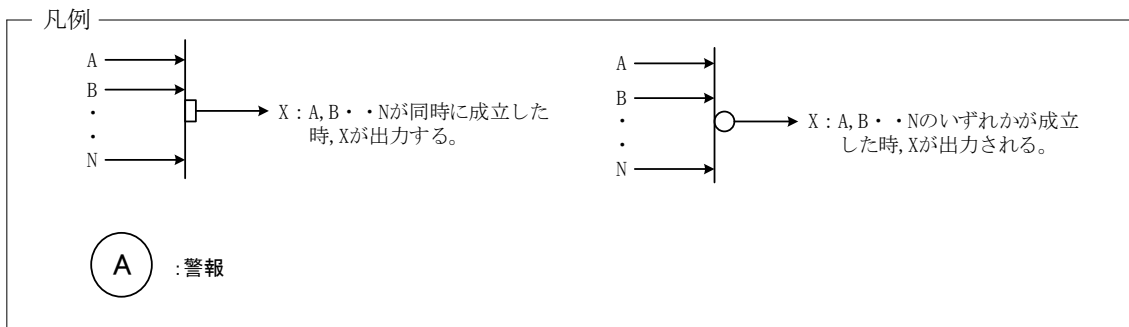 凡例
A
B
・
・
N
X：A,B・・Nが同時に成立した
時,Xが出力する。
A
B
・
・
N
X：A,B・・Nのいずれかが成立
した時,Xが出力される。
A
:警報